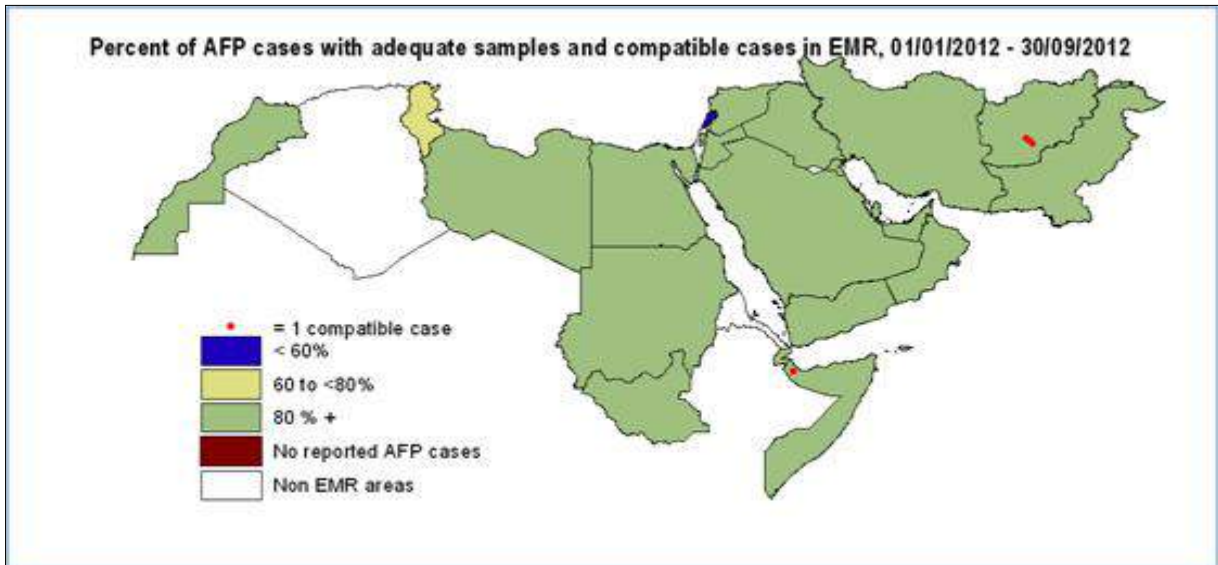 Percent of AFP cases with adequate samples and compatible cases in EMR, 01/01/2012 - 30/09/2012
= 1 compatible case
< 60%
60 to <80%
80 % +
No reported AFP cases
Non EMR areas